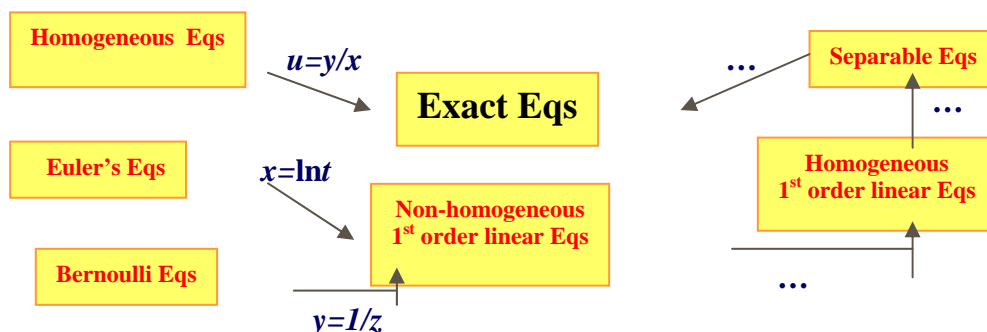 Homogeneous Eqs
u=y/x
...
Separable Eqs
Exact Eqs
...
Euler's Eqs
x=lnt
Homogeneous
1st order linear Eqs
Non-homogeneous
1st order linear Eqs
Bernoulli Eqs
...
y=1/z